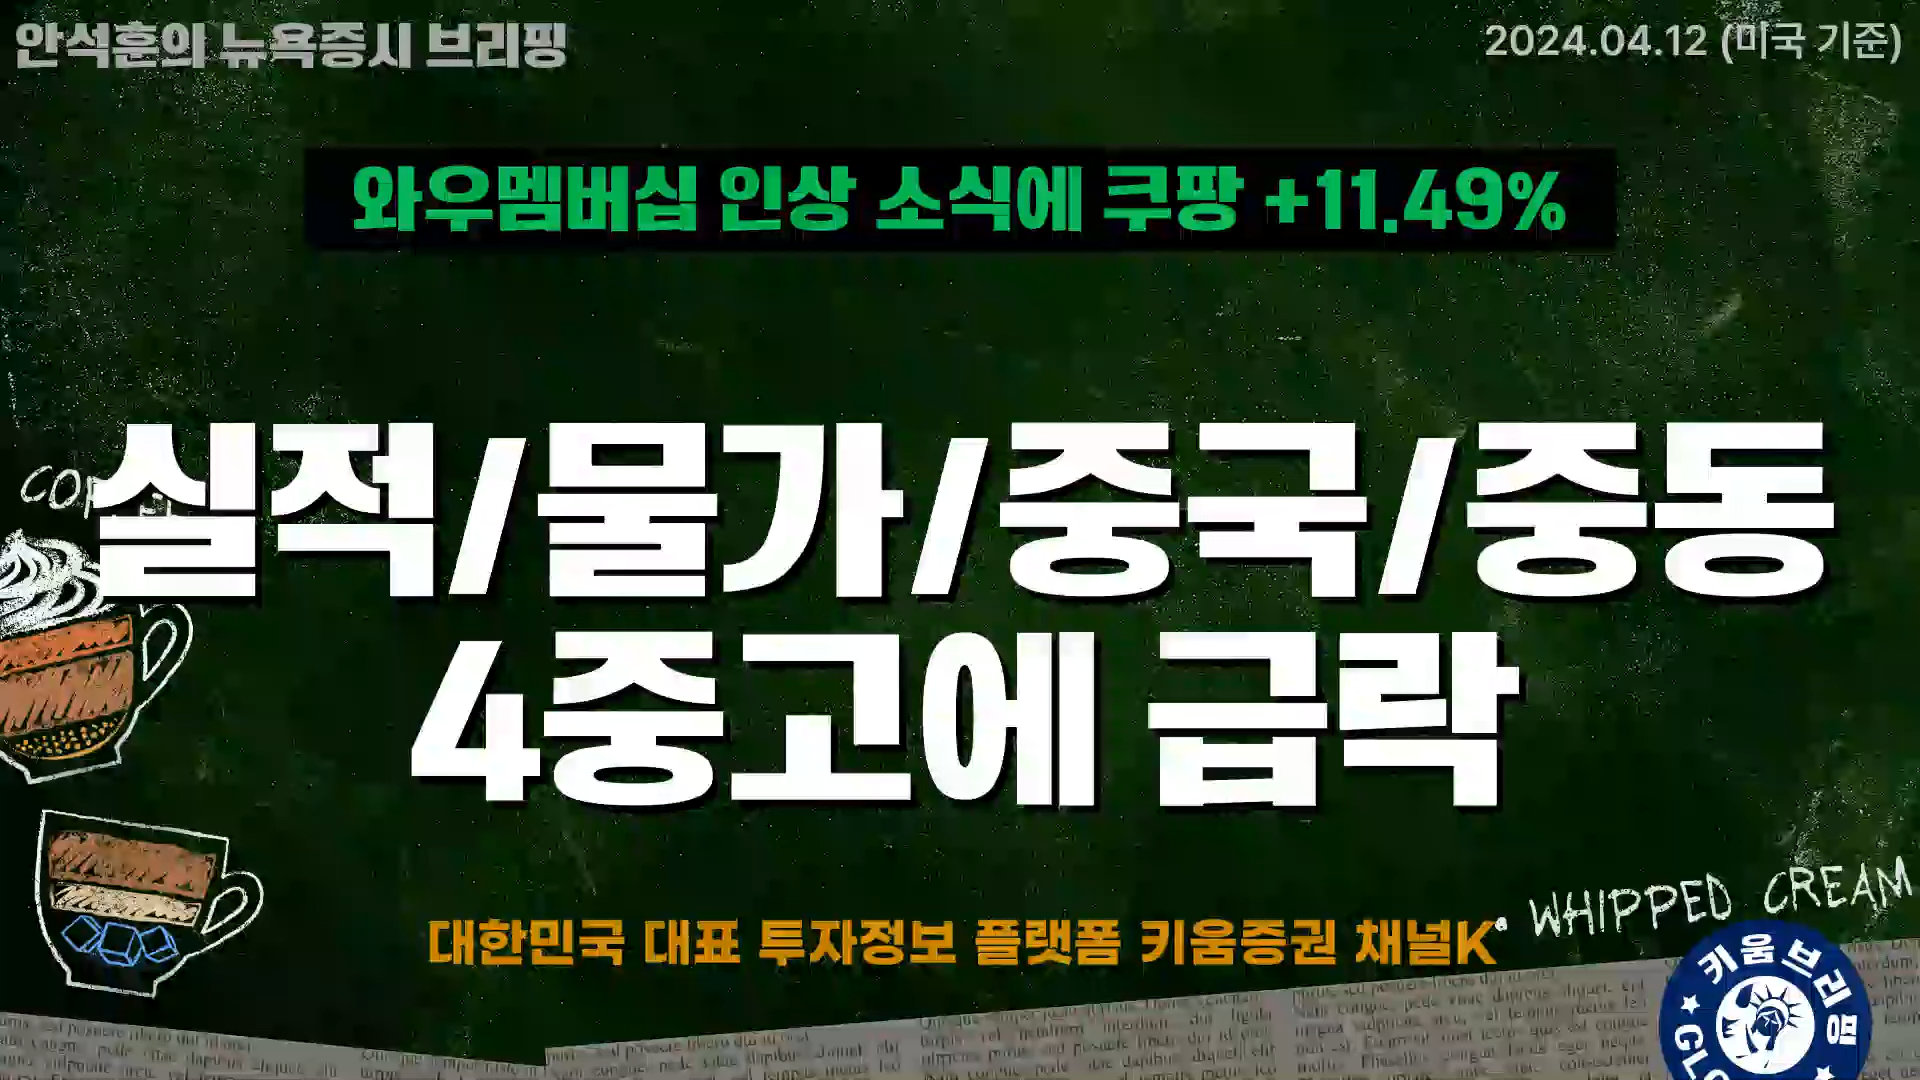 안석훈의 뉴욕증시 브리핑
2024.04.12 (미국 기준)
와우멤버십 인상 소식에 쿠팡 +11.49%
실적/물가/중국/중동
4중고에 급락
WHIPPED CREAM
대한민국 대표 투자정보 플랫폼 키움증권 채널K
키움브리핑